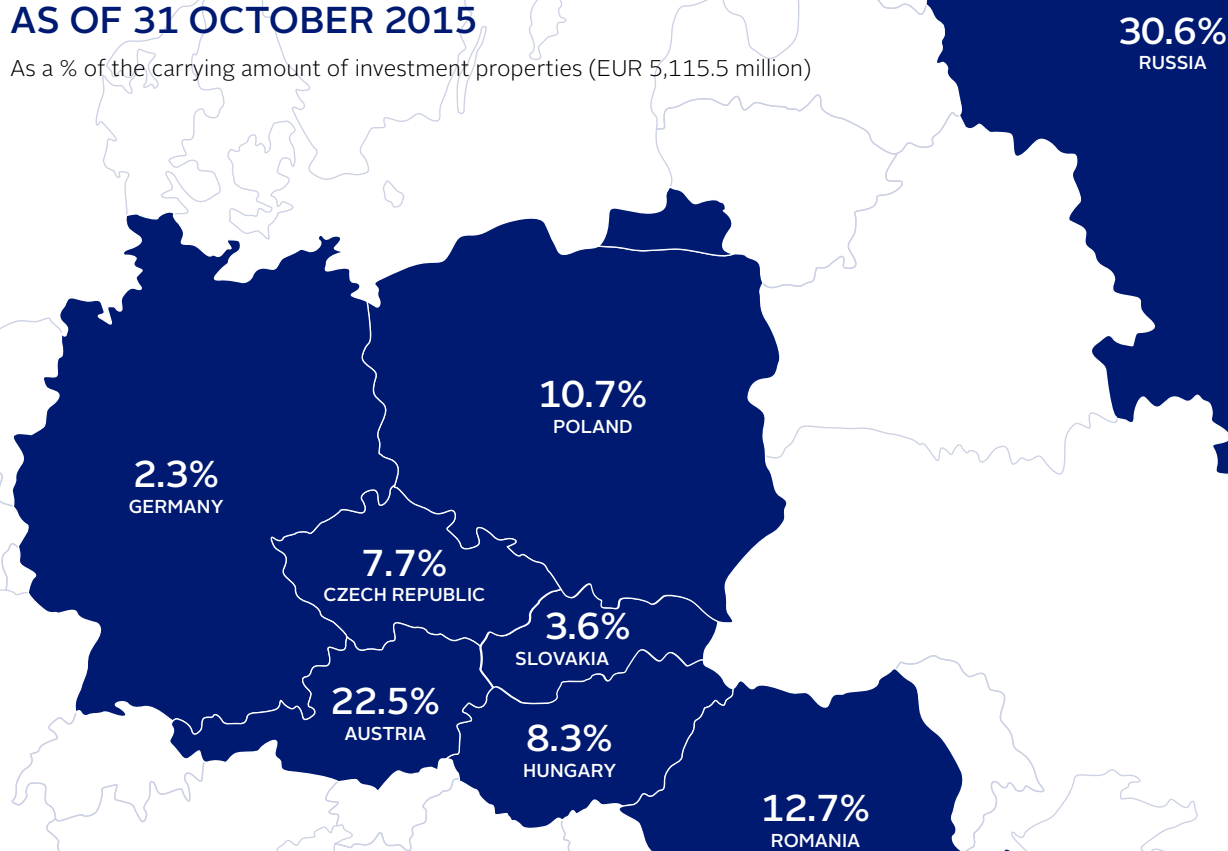 AS OF 31 OCTOBER 2015
As a % of the carrying amount of investment properties (EUR 5,115.5 million)
30.6%
RUSSIA
10.7%
POLAND
2.3%
GERMANY
7.7%
CZECH REPUBLIC
3.6%
SLOVAKIA
22.5%
AUSTRIA
8.3%
HUNGARY
12.7%
ROMANIA